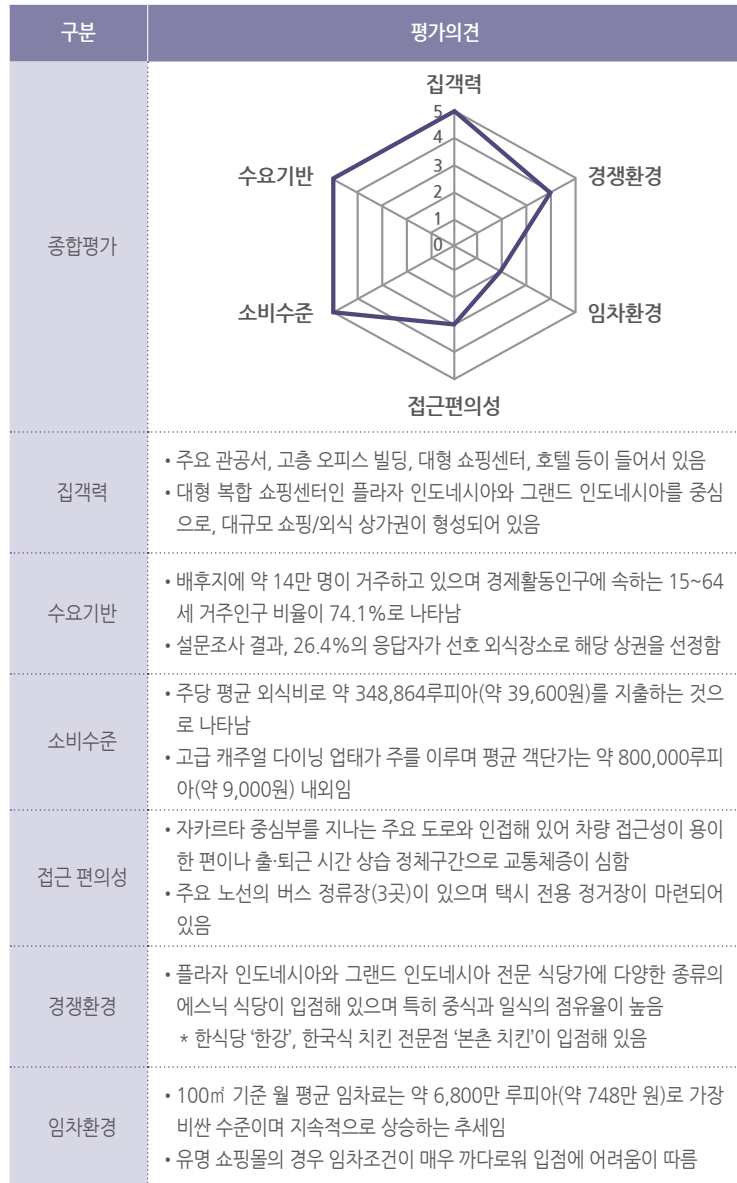 구분 평가의견
종합평가
집객력
5
4
3
2
1
0
수요기반
경쟁환경
소비수준
임차환경
접근편의성
집객력
• 주요 관공서, 고층 오피스 빌딩, 대형 쇼핑센터, 호텔 등이 들어서 있음
• 대형 복합 쇼핑센터인 플라자 인도네시아와 그랜드 인도네시아를 중심
으로, 대규모 쇼핑/외식 상가권이 형성되어 있음
수요기반
• 배후지에 약 14만 명이 거주하고 있으며 경제활동인구에 속하는 15~64
세 거주인구 비율이 74.1%로 나타남
• 설문조사 결과, 26.4%의 응답자가 선호 외식장소로 해당 상권을 선정함
소비수준
• 주당 평균 외식비로 약 348,864루피아(약 39,600원)를 지출하는 것으
로 나타남
• 고급 캐주얼 다이닝 업태가 주를 이루며 평균 객단가는 약 800,000루피
아(약 9,000원) 내외임
접근 편의성
• 자카르타 중심부를 지나는 주요 도로와 인접해 있어 차량 접근성이 용이
한 편이나 출·퇴근 시간 상습 정체구간으로 교통체증이 심함
• 주요 노선의 버스 정류장(3곳)이 있으며 택시 전용 정거장이 마련되어
있음
경쟁환경
• 플라자 인도네시아와 그랜드 인도네시아 전문 식당가에 다양한 종류의
에스닉 식당이 입점해 있으며 특히 중식과 일식의 점유율이 높음
* 한식당 ‘한강’, 한국식 치킨 전문점 ‘본촌 치킨’이 입점해 있음
임차환경
• 100㎡ 기준 월 평균 임차료는 약 6,800만 루피아(약 748만 원)로 가장
비싼 수준이며 지속적으로 상승하는 추세임
• 유명 쇼핑몰의 경우 임차조건이 매우 까다로워 입점에 어려움이 따름